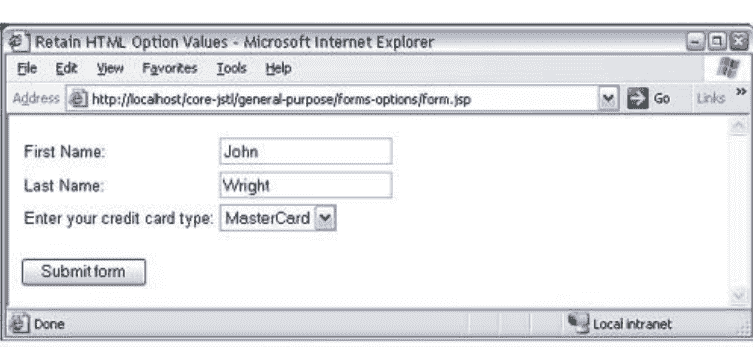 Retain HTML Option Values - Microsoft Internet Explorer
File Edit View Favorites Tools Help
Address http://localhost/core-jstl/general-purpose/forms-options/form.jsp Go Links »
First Name: John
Last Name: Wright
Enter your credit card type: MasterCard
Submit form
Done Local intranet